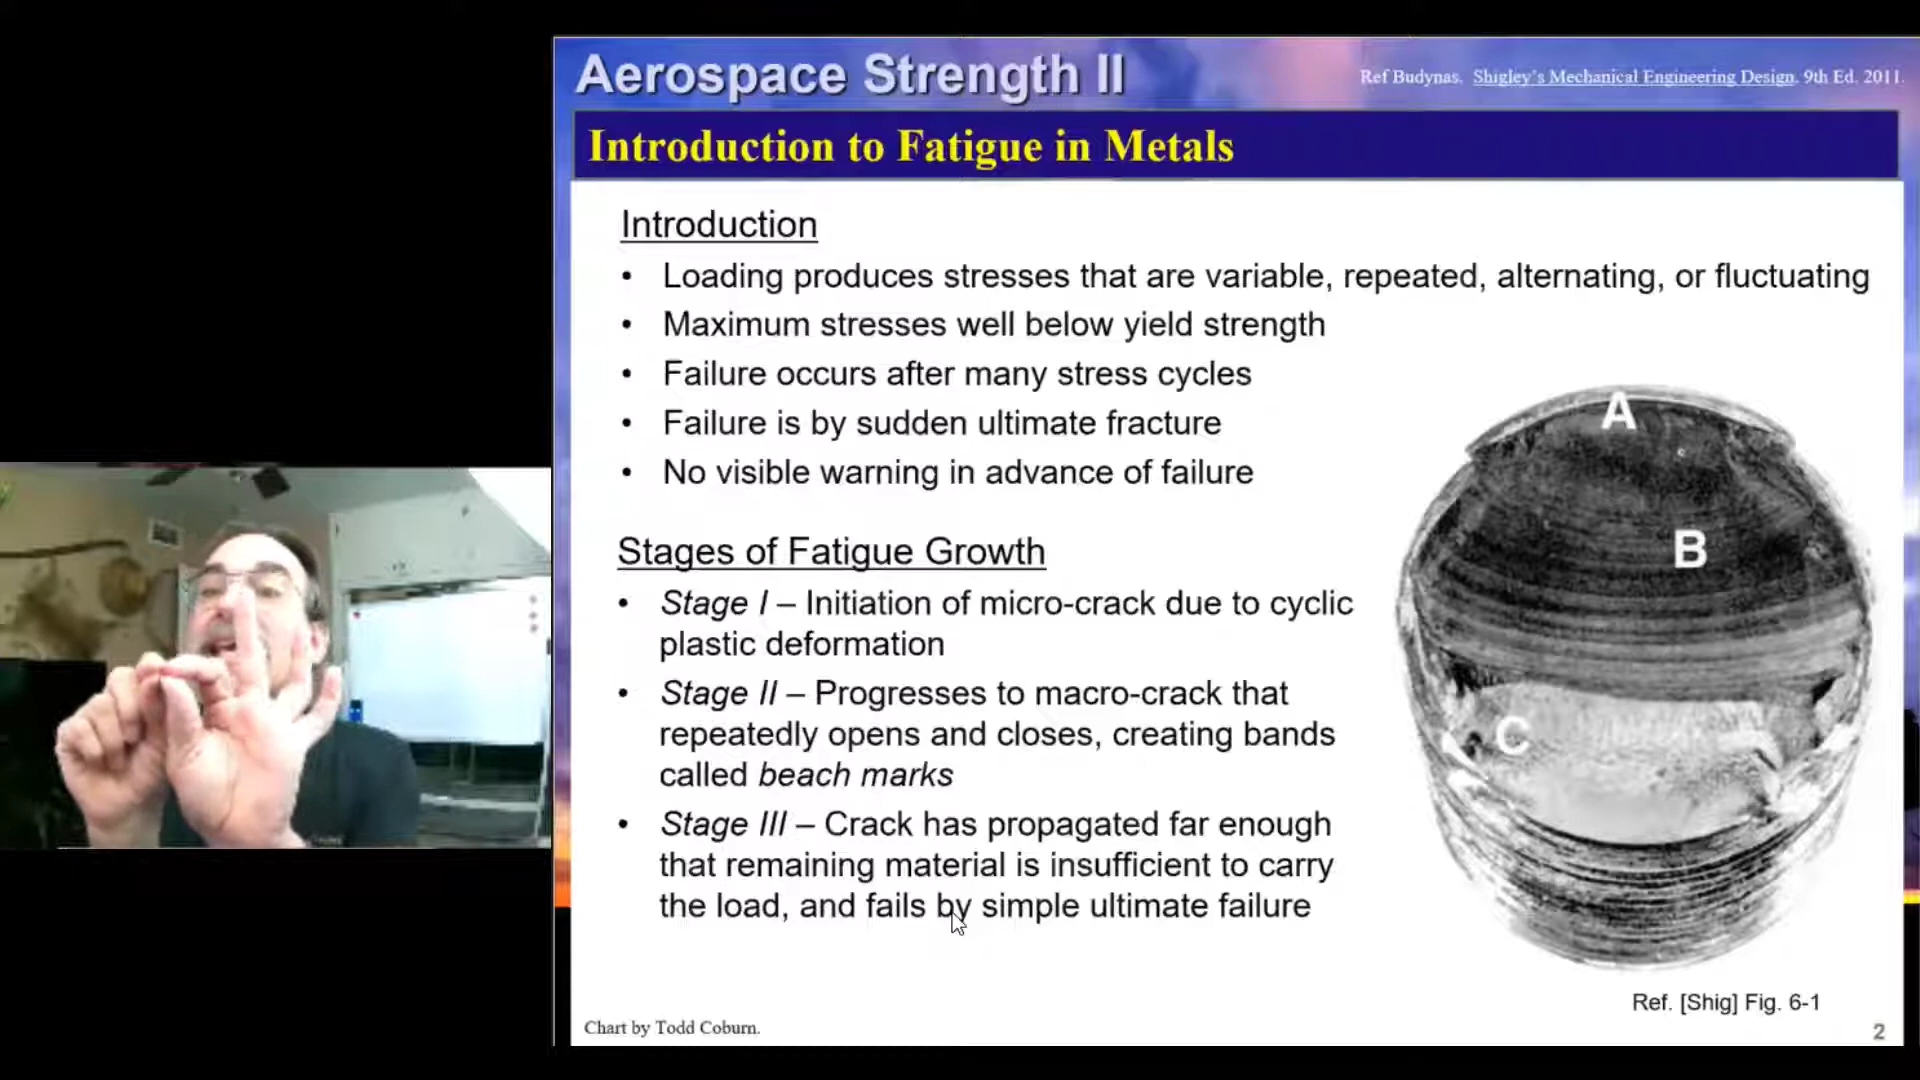 Aerospace Strength II
Ref Budynas. Shigley's Mechanical Engineering Design. 9th Ed. 2011.
Introduction to Fatigue in Metals
Introduction
• Loading produces stresses that are variable, repeated, alternating, or fluctuating
• Maximum stresses well below yield strength
• Failure occurs after many stress cycles
• Failure is by sudden ultimate fracture
• No visible warning in advance of failure
Stages of Fatigue Growth
• Stage I – Initiation of micro-crack due to cyclic
plastic deformation
• Stage II – Progresses to macro-crack that
repeatedly opens and closes, creating bands
called beach marks
• Stage III – Crack has propagated far enough
that remaining material is insufficient to carry
the load, and fails by simple ultimate failure
A
B
C
Ref. [Shig] Fig. 6-1
Chart by Todd Coburn.
2